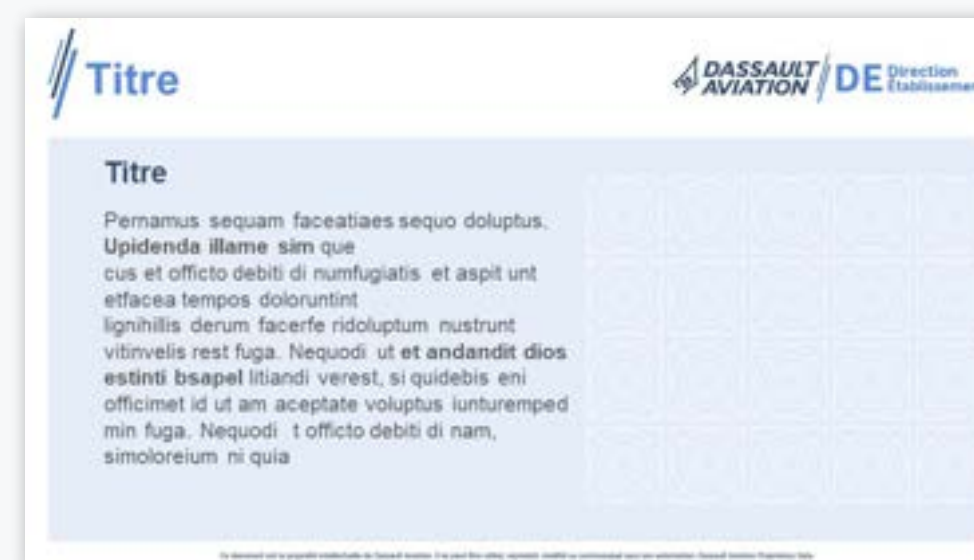 Titre
DASSAULT AVIATION DE Direction Établissemen
Titre
Pernamus sequam faceatiaes sequo doluptus.
Upidenda illame sim que
cus et officto debiti di numfugiatis et aspit unt
etfacea tempos doloruntint
lignihillis derum facerfe ridoluptum nustrunt
vitinvelis rest fuga. Nequodi ut et andandit dios
estinti bsapel litiandi verest, si quidebis eni
officimet id ut am aceptate voluptus iunturemped
min fuga. Nequodi t officto debiti di nam,
simoloreium ni quia